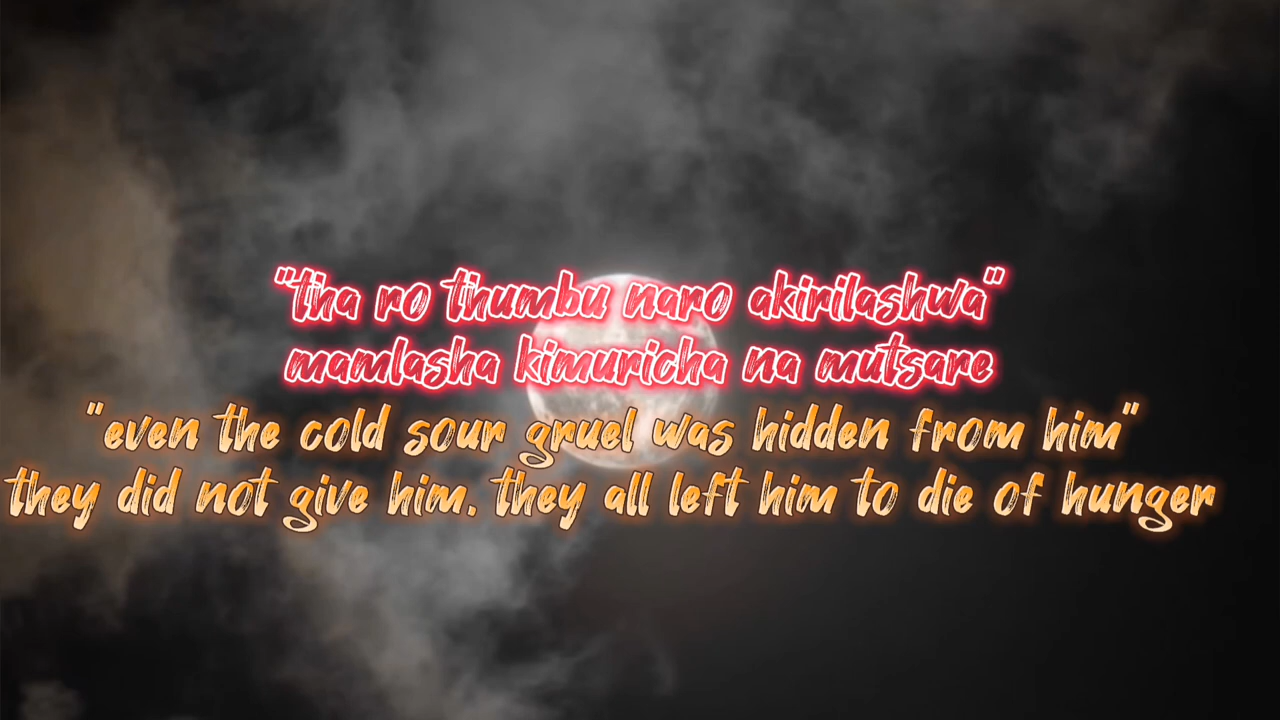 "tha ro thumbu naro akirilashwa"
mamlasha kimuricha na mutsare
"even the cold sour gruel was hidden from him"
they did not give him. they all left him to die of hunger